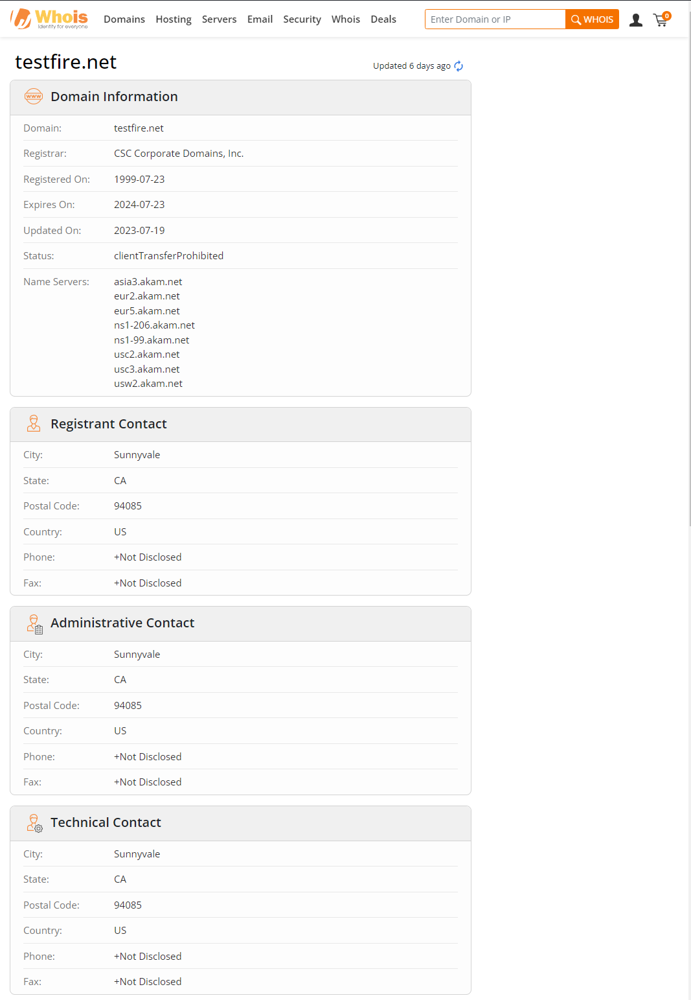 Whois
Identity for everyone
Domains Hosting Servers Email Security Whois Deals
Enter Domain or IP
WHOIS
0
testfire.net
Updated 6 days ago
www
Domain Information
Domain: testfire.net
Registrar: CSC Corporate Domains, Inc.
Registered On: 1999-07-23
Expires On: 2024-07-23
Updated On: 2023-07-19
Status: clientTransferProhibited
Name Servers: asia3.akam.net
eur2.akam.net
eur5.akam.net
ns1-206.akam.net
ns1-99.akam.net
usc2.akam.net
usc3.akam.net
usw2.akam.net
Registrant Contact
City: Sunnyvale
State: CA
Postal Code: 94085
Country: US
Phone: +Not Disclosed
Fax: +Not Disclosed
Administrative Contact
City: Sunnyvale
State: CA
Postal Code: 94085
Country: US
Phone: +Not Disclosed
Fax: +Not Disclosed
Technical Contact
City: Sunnyvale
State: CA
Postal Code: 94085
Country: US
Phone: +Not Disclosed
Fax: +Not Disclosed